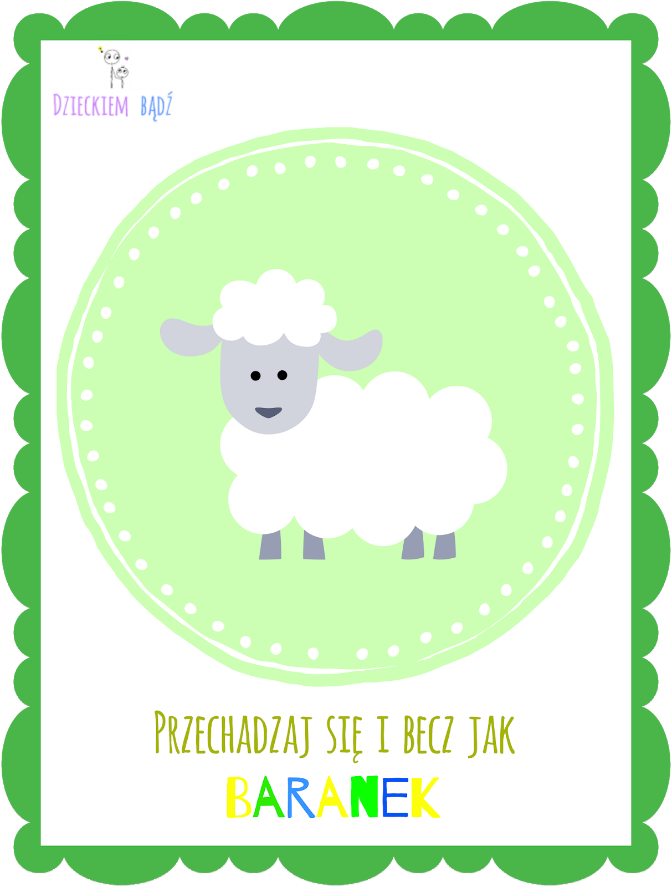 Dzieckiem bądź
Przechadzaj się i becz jak
BARANEK